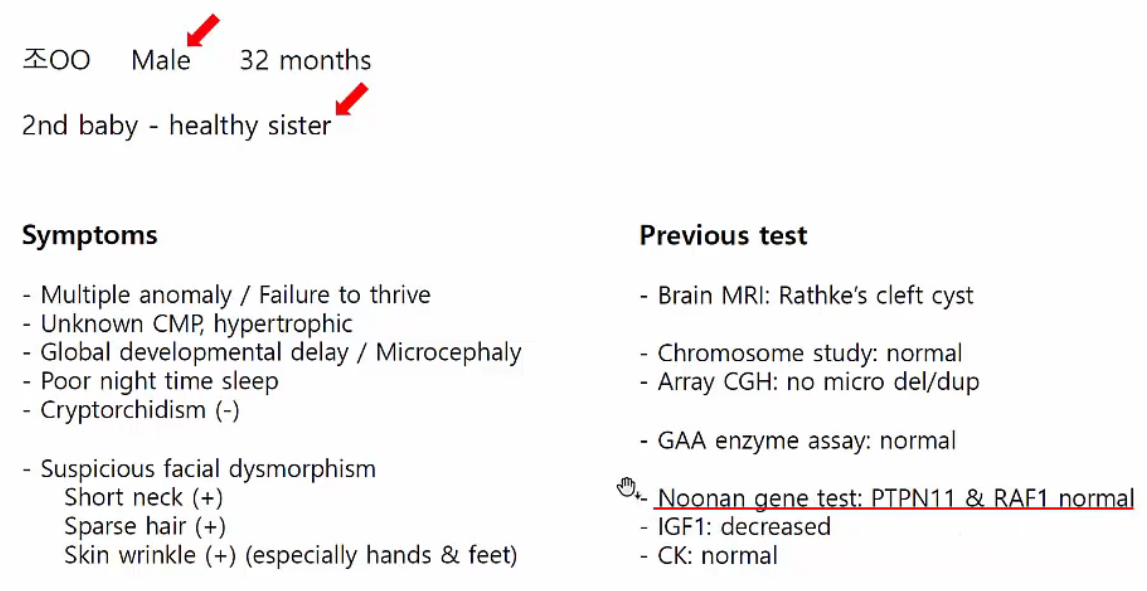 조OO Male 32 months
2nd baby - healthy sister
Symptoms
- Multiple anomaly / Failure to thrive
- Unknown CMP, hypertrophic
- Global developmental delay / Microcephaly
- Poor night time sleep
- Cryptorchidism (-)
- Suspicious facial dysmorphism
Short neck (+)
Sparse hair (+)
Skin wrinkle (+) (especially hands & feet)
Previous test
- Brain MRI: Rathke's cleft cyst
- Chromosome study: normal
- Array CGH: no micro del/dup
- GAA enzyme assay: normal
- Noonan gene test: PTPN11 & RAF1 normal
- IGF1: decreased
- CK: normal